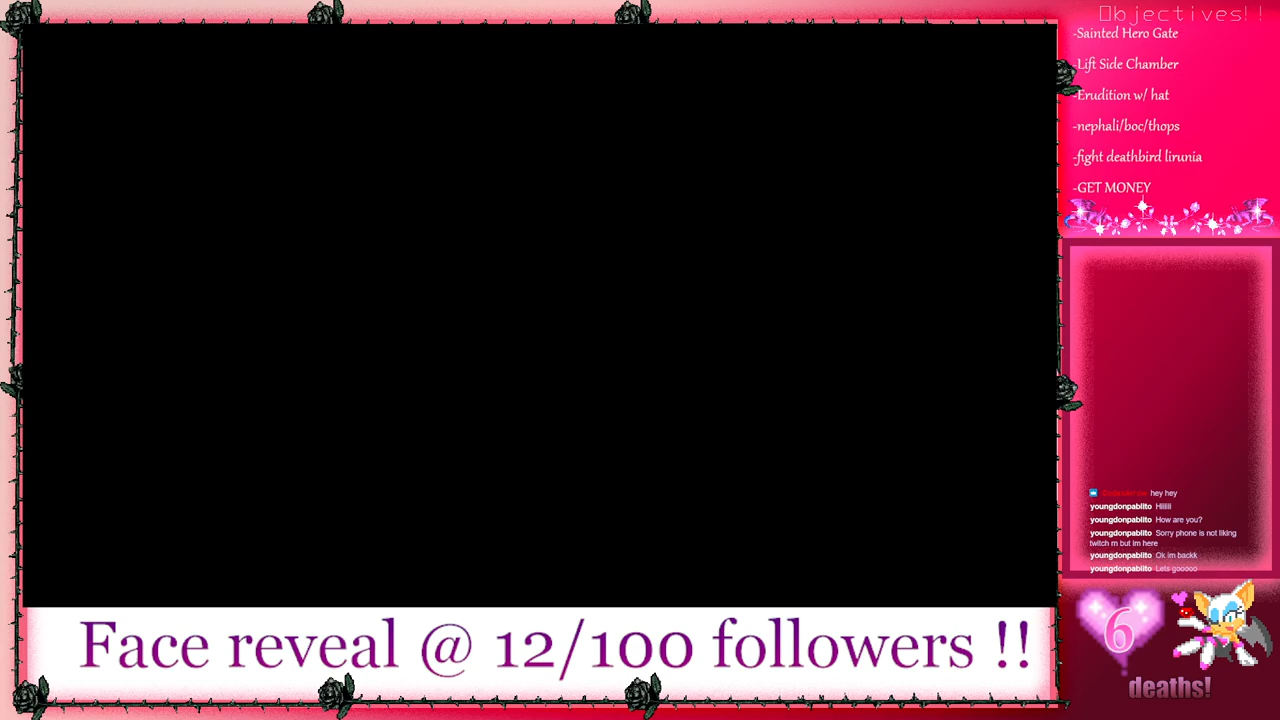 Objectives!!
-Sainted Hero Gate
-Lift Side Chamber
-Erudition w/ hat
-nephali/boc/thops
-fight deathbird lirunia
-GET MONEY
hey hey
youngdonpablito Hiiiiii
youngdonpablito How are you?
youngdonpablito Sorry phone is not liking
twitch rn but im here
youngdonpablito Ok im backk
youngdonpablito Lets gooooo
Face reveal @ 12/100 followers !!
6
deaths!